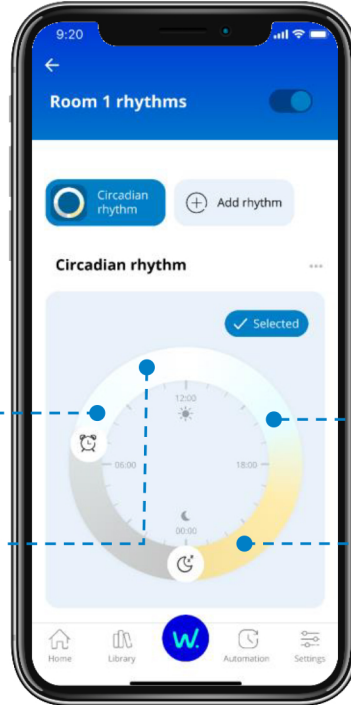 9:20
Room 1 rhythms
Circadian
rhythm
Add rhythm
Circadian rhythm
Selected
12:00
06:00
18:00
00:00
W.
Home
Library
Automation
Settings